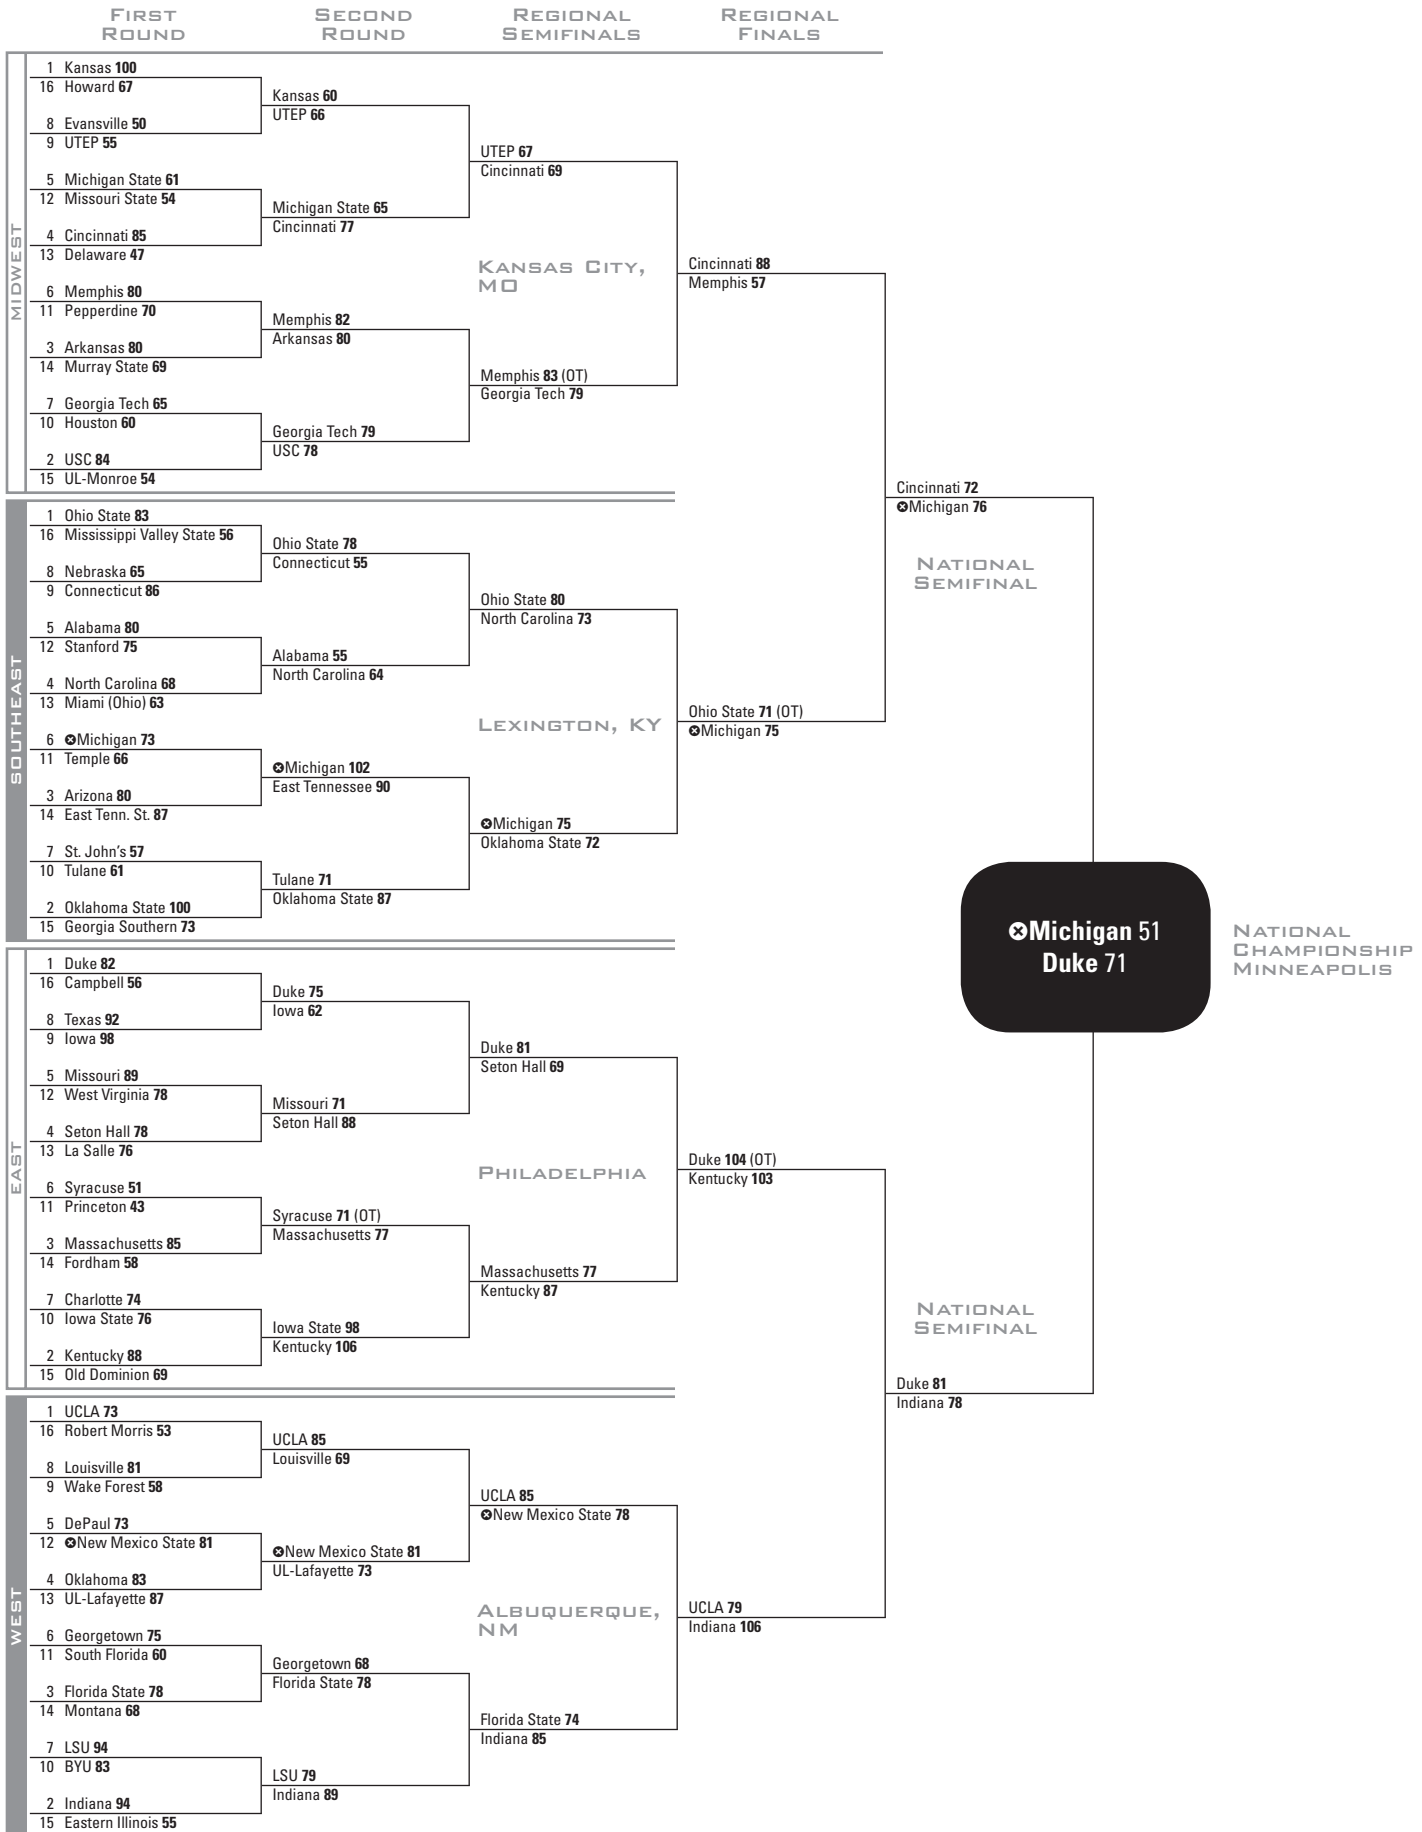 FIRST ROUND
SECOND ROUND
REGIONAL SEMIFINALS
REGIONAL FINALS
MIDWEST
1 Kansas 100
16 Howard 67
8 Evansville 50
9 UTEP 55
5 Michigan State 61
12 Missouri State 54
4 Cincinnati 85
13 Delaware 47
6 Memphis 80
11 Pepperdine 70
3 Arkansas 80
14 Murray State 69
7 Georgia Tech 65
10 Houston 60
2 USC 84
15 UL-Monroe 54
Kansas 60
UTEP 66
Michigan State 65
Cincinnati 77
Memphis 82
Arkansas 80
Georgia Tech 79
USC 78
UTEP 67
Cincinnati 69
KANSAS CITY,
MO
Memphis 83 (OT)
Georgia Tech 79
Cincinnati 88
Memphis 57
SOUTHEAST
1 Ohio State 83
16 Mississippi Valley State 56
8 Nebraska 65
9 Connecticut 86
5 Alabama 80
12 Stanford 75
4 North Carolina 68
13 Miami (Ohio) 63
6 ✪Michigan 73
11 Temple 66
3 Arizona 80
14 East Tenn. St. 87
7 St. John's 57
10 Tulane 61
2 Oklahoma State 100
15 Georgia Southern 73
Ohio State 78
Connecticut 55
Alabama 55
North Carolina 64
✪Michigan 102
East Tennessee 90
Tulane 71
Oklahoma State 87
Ohio State 80
North Carolina 73
LEXINGTON, KY
✪Michigan 75
Oklahoma State 72
Ohio State 71 (OT)
✪Michigan 75
Cincinnati 72
✪Michigan 76
NATIONAL
SEMIFINAL
EAST
1 Duke 82
16 Campbell 56
8 Texas 92
9 Iowa 98
5 Missouri 89
12 West Virginia 78
4 Seton Hall 78
13 La Salle 76
6 Syracuse 51
11 Princeton 43
3 Massachusetts 85
14 Fordham 58
7 Charlotte 74
10 Iowa State 76
2 Kentucky 88
15 Old Dominion 69
Duke 75
Iowa 62
Missouri 71
Seton Hall 88
Syracuse 71 (OT)
Massachusetts 77
Iowa State 98
Kentucky 106
Duke 81
Seton Hall 69
PHILADELPHIA
Massachusetts 77
Kentucky 87
Duke 104 (OT)
Kentucky 103
WEST
1 UCLA 73
16 Robert Morris 53
8 Louisville 81
9 Wake Forest 58
5 DePaul 73
12 ✪New Mexico State 81
4 Oklahoma 83
13 UL-Lafayette 87
6 Georgetown 75
11 South Florida 60
3 Florida State 78
14 Montana 68
7 LSU 94
10 BYU 83
2 Indiana 94
15 Eastern Illinois 55
UCLA 85
Louisville 69
✪New Mexico State 81
UL-Lafayette 73
Georgetown 68
Florida State 78
LSU 79
Indiana 89
UCLA 85
✪New Mexico State 78
ALBUQUERQUE,
NM
Florida State 74
Indiana 85
UCLA 79
Indiana 106
NATIONAL
SEMIFINAL
Duke 81
Indiana 78
✪Michigan 51
Duke 71
NATIONAL
CHAMPIONSHIP
MINNEAPOLIS